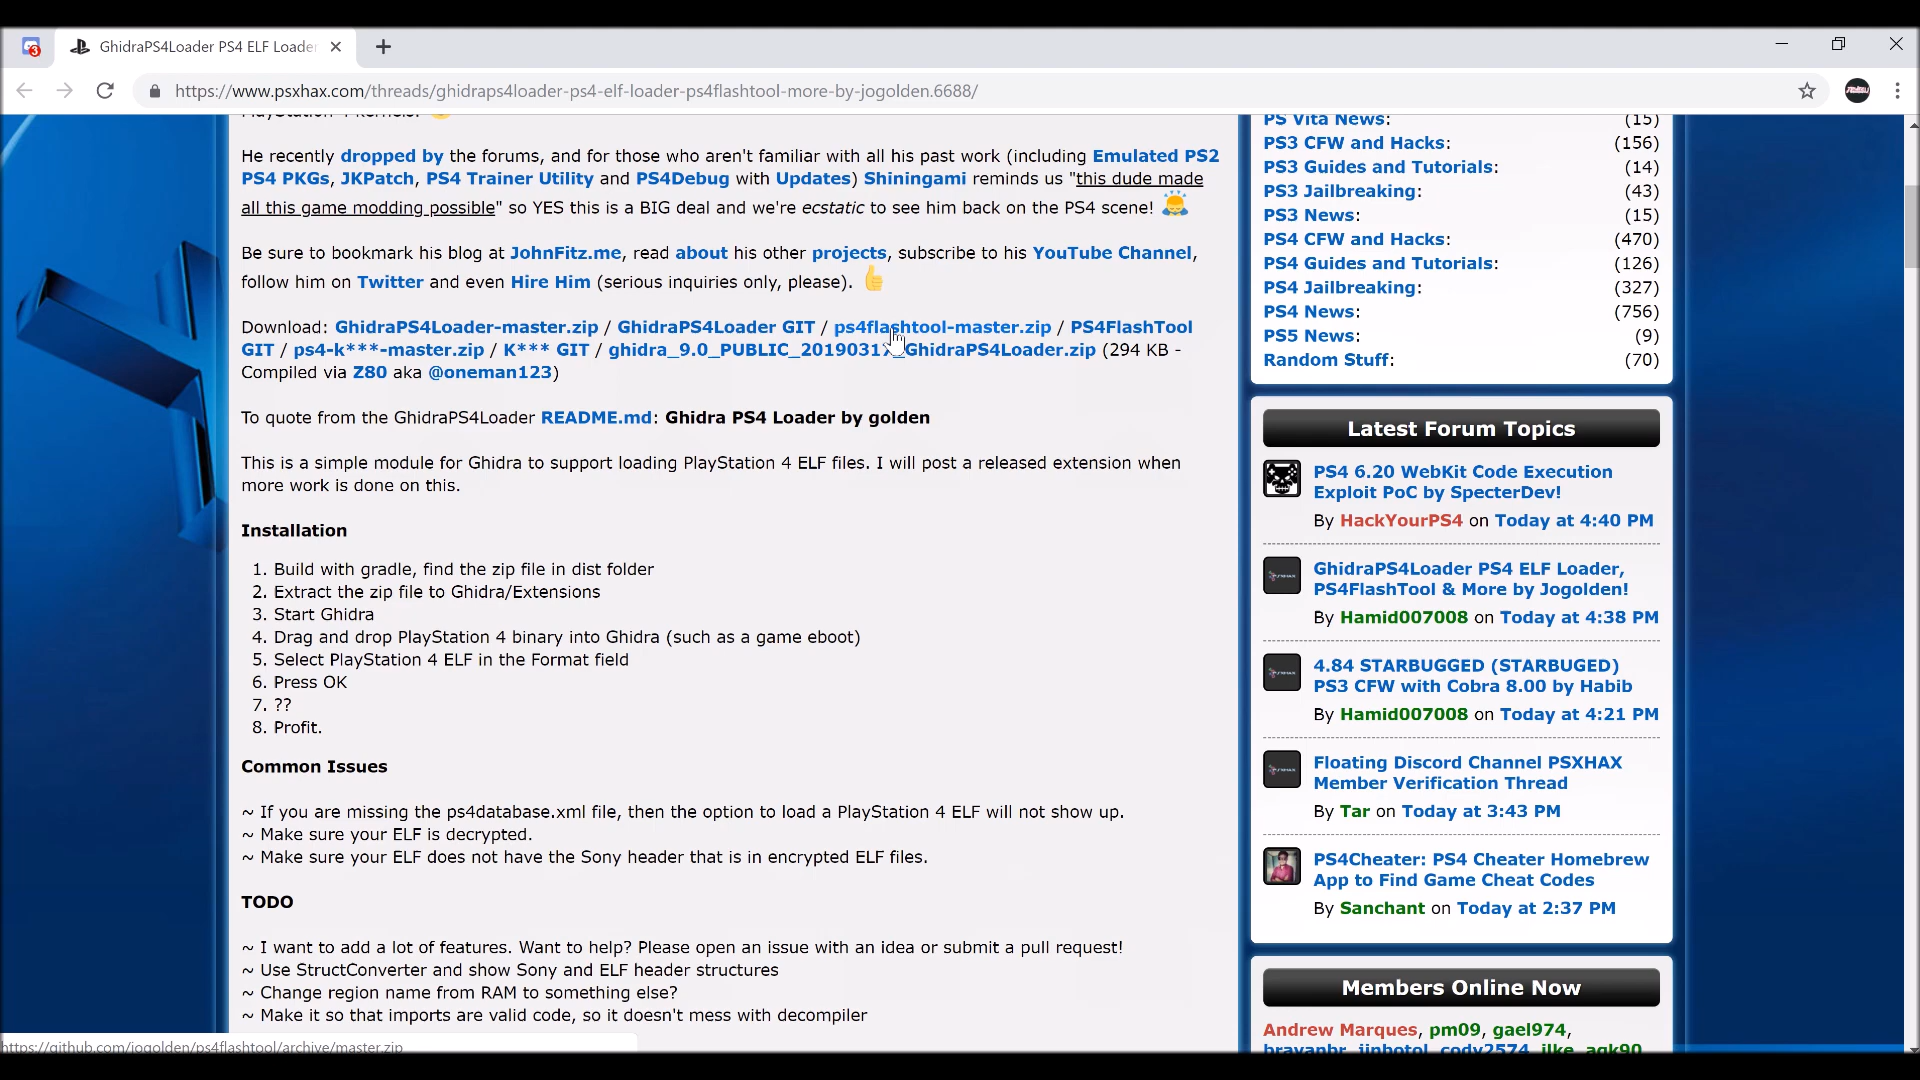 3
GhidraPS4Loader PS4 ELF Loade
https://www.psxhax.com/threads/ghidraps4loader-ps4-elf-loader-ps4flashtool-more-by-jogolden.6688/
He recently dropped by the forums, and for those who aren't familiar with all his past work (including Emulated PS2
PS4 PKGs, JKPatch, PS4 Trainer Utility and PS4Debug with Updates) Shiningami reminds us "this dude made
all this game modding possible" so YES this is a BIG deal and we're ecstatic to see him back on the PS4 scene!
Be sure to bookmark his blog at JohnFitz.me, read about his other projects, subscribe to his YouTube Channel,
follow him on Twitter and even Hire Him (serious inquiries only, please).
Download: GhidraPS4Loader-master.zip / GhidraPS4Loader GIT / ps4flashtool-master.zip / PS4FlashTool
GIT / ps4-k***-master.zip / K*** GIT / ghidra_9.0_PUBLIC_2019031 GhidraPS4Loader.zip (294 KB -
Compiled via Z80 aka @oneman123)
To quote from the GhidraPS4Loader README.md: Ghidra PS4 Loader by golden
This is a simple module for Ghidra to support loading PlayStation 4 ELF files. I will post a released extension when
more work is done on this.
Installation
1. Build with gradle, find the zip file in dist folder
2. Extract the zip file to Ghidra/Extensions
3. Start Ghidra
4. Drag and drop PlayStation 4 binary into Ghidra (such as a game eboot)
5. Select PlayStation 4 ELF in the Format field
6. Press OK
7. ??
8. Profit.
Common Issues
~ If you are missing the ps4database.xml file, then the option to load a PlayStation 4 ELF will not show up.
~ Make sure your ELF is decrypted.
~ Make sure your ELF does not have the Sony header that is in encrypted ELF files.
TODO
~ I want to add a lot of features. Want to help? Please open an issue with an idea or submit a pull request!
~ Use StructConverter and show Sony and ELF header structures
~ Change region name from RAM to something else?
~ Make it so that imports are valid code, so it doesn't mess with decompiler
https://github.com/jogolden/ps4flashtool/archive/master.zip
PS Vita News: (15)
PS3 CFW and Hacks: (156)
PS3 Guides and Tutorials: (14)
PS3 Jailbreaking: (43)
PS3 News: (15)
PS4 CFW and Hacks: (470)
PS4 Guides and Tutorials: (126)
PS4 Jailbreaking: (327)
PS4 News: (756)
PS5 News: (9)
Random Stuff: (70)
Latest Forum Topics
PS4 6.20 WebKit Code Execution
Exploit PoC by SpecterDev!
By HackYourPS4 on Today at 4:40 PM
GhidraPS4Loader PS4 ELF Loader,
PS4FlashTool & More by Jogolden!
By Hamid007008 on Today at 4:38 PM
4.84 STARBUGGED (STARBUGED)
PS3 CFW with Cobra 8.00 by Habib
By Hamid007008 on Today at 4:21 PM
Floating Discord Channel PSXHAX
Member Verification Thread
By Tar on Today at 3:43 PM
PS4Cheater: PS4 Cheater Homebrew
App to Find Game Cheat Codes
By Sanchant on Today at 2:37 PM
Members Online Now
Andrew Marques, pm09, gael974,